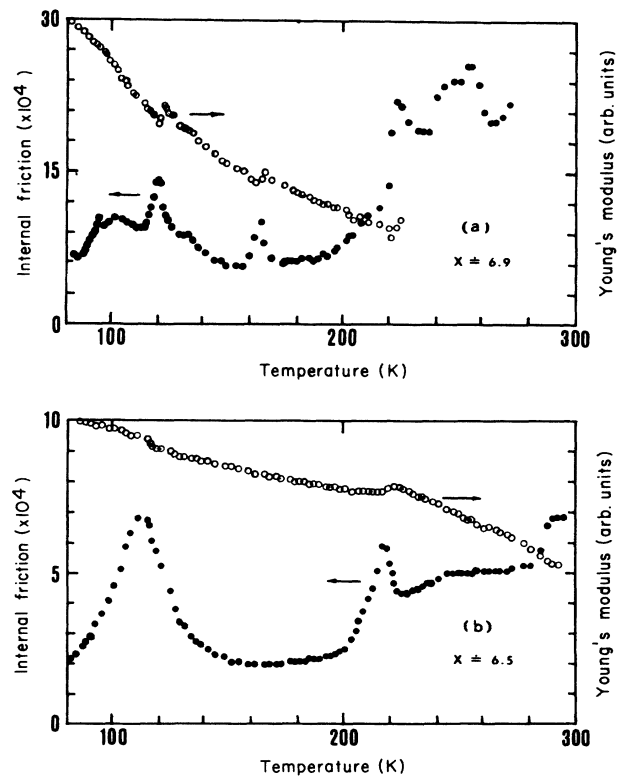 30
15
0
Internal friction (x10⁴)
Young's modulus (arb. units)
(a)
X ≐ 6.9
100
200
300
Temperature (K)
10
5
0
Internal friction (x10⁴)
Young's modulus (arb. units)
(b)
X ≐ 6.5
100
200
300
Temperature (K)